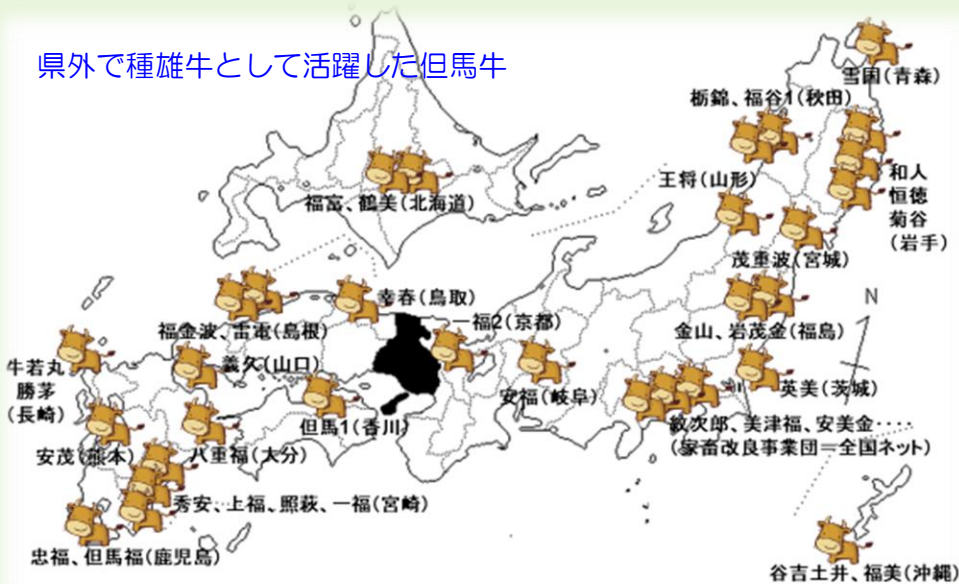 県外で種雄牛として活躍した但馬牛
雪国(青森)
栃錦、福谷1(秋田)
和人
恒徳
菊谷
(岩手)
王将(山形)
福富、鶴美(北海道)
茂重波(宮城)
N
幸春(鳥取)
福金波、雷電(島根)
一福2(京都)
金山、岩茂金(福島)
牛若丸
勝茅
(長崎)
義久(山口)
安福(岐阜)
英美(茨城)
但馬1(香川)
紋次郎、美津福、安美金‥‥
(家畜改良事業団＝全国ネット)
安茂(熊本)
八重福(大分)
秀安、上福、照萩、一福(宮崎)
忠福、但馬福(鹿児島)
谷吉土井、福美(沖縄)